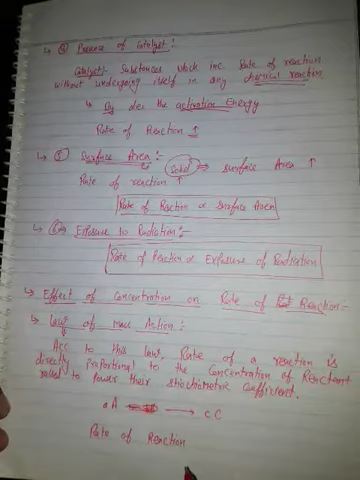 ↳ ④ Presence of Catalyst :
Catalyst :- Substances which inc. Rate of reaction
without undergoing itself in any chemical reaction
↳ By des the activation Energy
Rate of Reaction ↑
↳ ⑤ Surface Area :-
Solid ⇒ Surface Area ↑
Rate of reaction ↑
Rate of Reaction ∝ Surface Area
↳ ⑥ Exposure to Radiation :-
Rate of Reaction ∝ Exposure of Radiation
↳ Effect of Concentration on Rate of Reaction :-
↳ Law of mass Action :
Acc to this law, Rate of a reaction is
directly proportional to the Concentration of Reactant
raised to power their stoichiometric coefficient.
aA → cC
Rate of Reaction